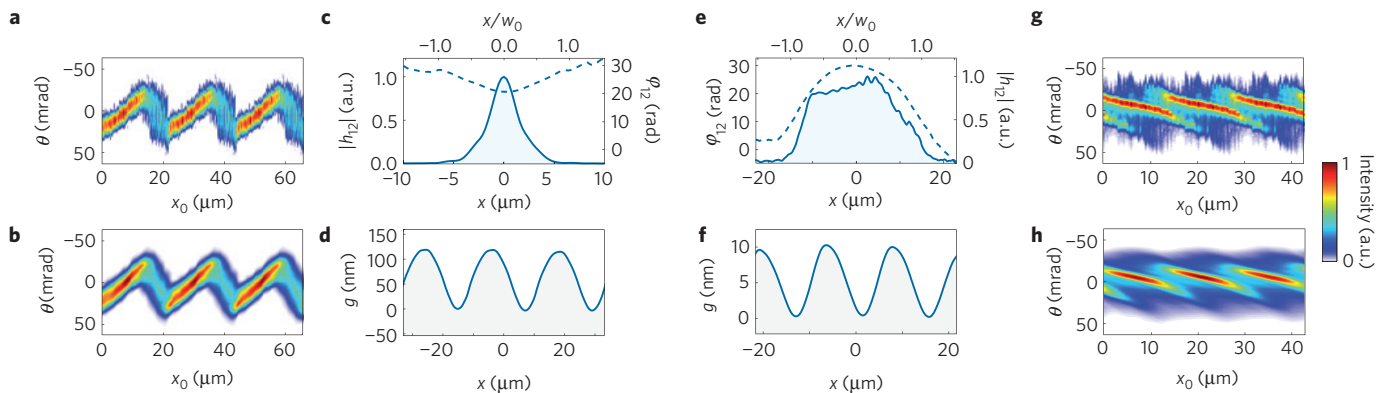 a
−50
0
50
θ (mrad)
0 20 40 60
x0 (μm)
b
−50
0
50
θ (mrad)
0 20 40 60
x0 (μm)
c
x/w0
−1.0 0.0 1.0
1.0
0.5
0.0
|h12| (a.u.)
30
20
10
0
φ12 (rad)
−10 −5 0 5 10
x (μm)
d
150
100
50
0
−50
g (nm)
−20 0 20
x (μm)
e
x/w0
−1.0 0.0 1.0
30
20
10
0
φ12 (rad)
1.0
0.5
0.0
|h12| (a.u.)
−20 −10 0 10 20
x (μm)
f
10
5
0
g (nm)
−20 0 20
x (μm)
g
−50
0
50
θ (mrad)
0 10 20 30 40
x0 (μm)
h
−50
0
50
θ (mrad)
0 10 20 30 40
x0 (μm)
1
0
Intensity (a.u.)